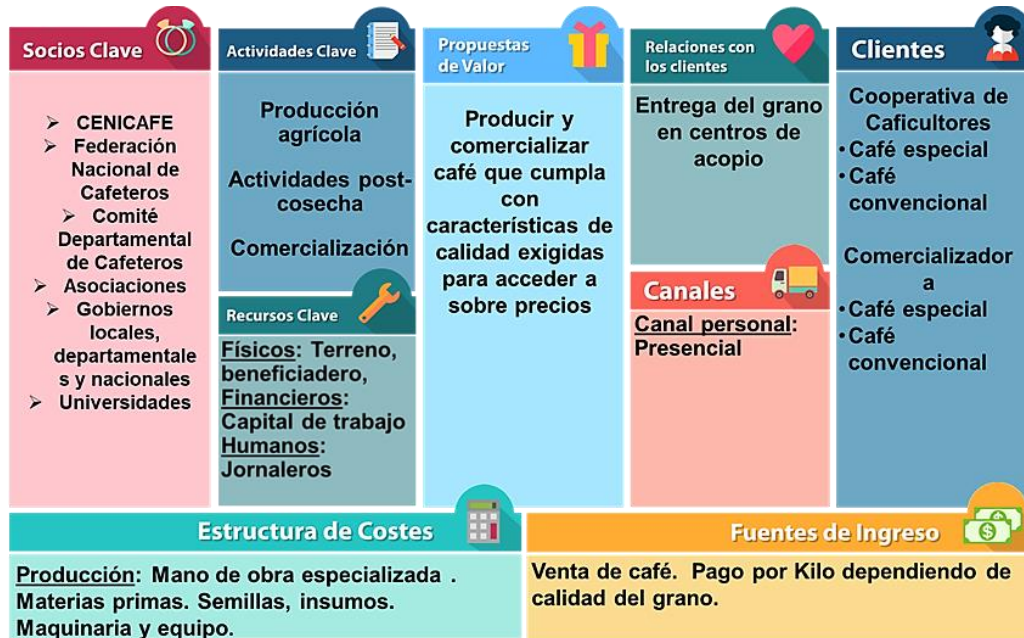 Socios Clave
➢ CENICAFE
➢ Federación
Nacional de
Cafeteros
➢ Comité
Departamental
de Cafeteros
➢ Asociaciones
➢ Gobiernos
locales,
departamentale
s y nacionales
➢ Universidades
Actividades Clave
Producción
agrícola
Actividades post-
cosecha
Comercialización
Recursos Clave
Físicos: Terreno,
beneficiadero,
Financieros:
Capital de trabajo
Humanos:
Jornaleros
Propuestas
de Valor
Producir y
comercializar
café que cumpla
con
características de
calidad exigidas
para acceder a
sobre precios
Relaciones con
los clientes
Entrega del grano
en centros de
acopio
Canales
Canal personal:
Presencial
Clientes
Cooperativa de
Caficultores
• Café especial
• Café
convencional
Comercializador
a
• Café especial
• Café
convencional
Estructura de Costes
Producción: Mano de obra especializada .
Materias primas. Semillas, insumos.
Maquinaria y equipo.
Fuentes de Ingreso
Venta de café. Pago por Kilo dependiendo de
calidad del grano.